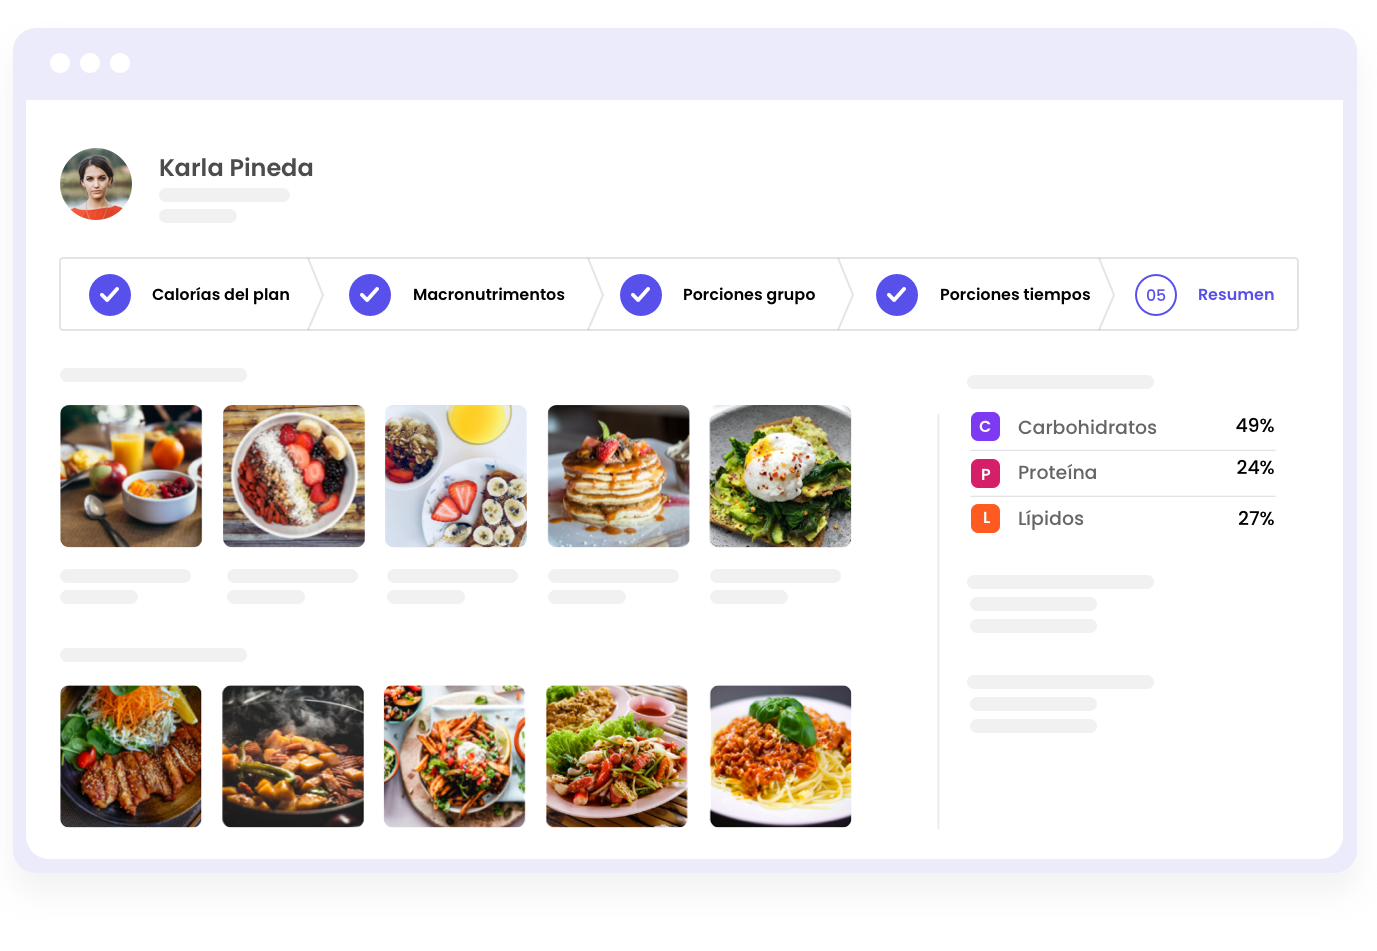 Karla Pineda
Calorías del plan
Macronutrimentos
Porciones grupo
Porciones tiempos
05 Resumen
C Carbohidratos 49%
P Proteína 24%
L Lípidos 27%